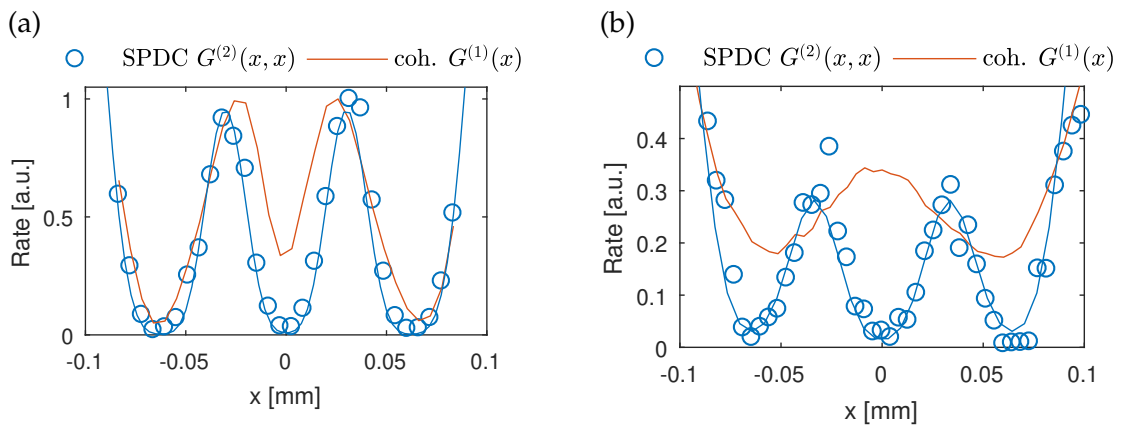 (a)
SPDC G^{(2)}(x, x) coh. G^{(1)}(x)
Rate [a.u.]
1
0.5
0
-0.1 -0.05 0 0.05 0.1
x [mm]
(b)
SPDC G^{(2)}(x, x) coh. G^{(1)}(x)
Rate [a.u.]
0.4
0.3
0.2
0.1
0
-0.1 -0.05 0 0.05 0.1
x [mm]